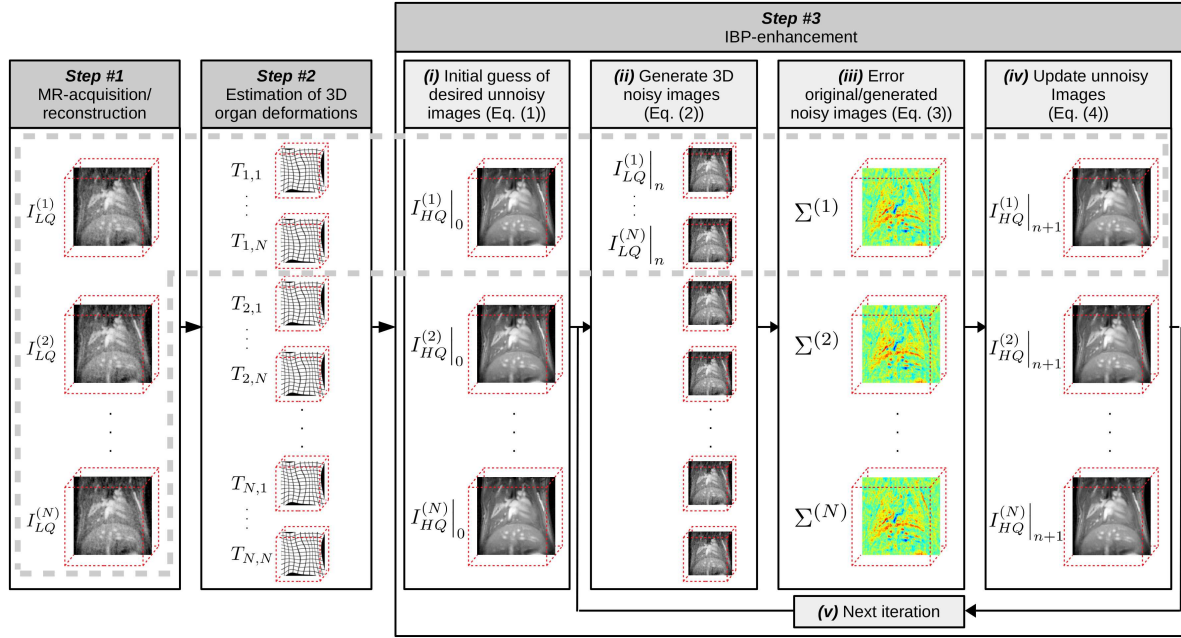 Step #3
IBP-enhancement
Step #1
MR-acquisition/
reconstruction
I_{LQ}^{(1)}
I_{LQ}^{(2)}
. . .
I_{LQ}^{(N)}
Step #2
Estimation of 3D
organ deformations
T_{1,1}
⋮
T_{1,N}
T_{2,1}
⋮
T_{2,N}
. . .
T_{N,1}
⋮
T_{N,N}
(i) Initial guess of
desired unnoisy
images (Eq. (1))
I_{HQ}^{(1)}|_0
I_{HQ}^{(2)}|_0
. . .
I_{HQ}^{(N)}|_0
(ii) Generate 3D
noisy images
(Eq. (2))
I_{LQ}^{(1)}|_n
⋮
I_{LQ}^{(N)}|_n
. . .
(iii) Error
original/generated
noisy images (Eq. (3))
Σ^{(1)}
Σ^{(2)}
. . .
Σ^{(N)}
(iv) Update unnoisy
Images
(Eq. (4))
I_{HQ}^{(1)}|_{n+1}
I_{HQ}^{(2)}|_{n+1}
. . .
I_{HQ}^{(N)}|_{n+1}
(v) Next iteration